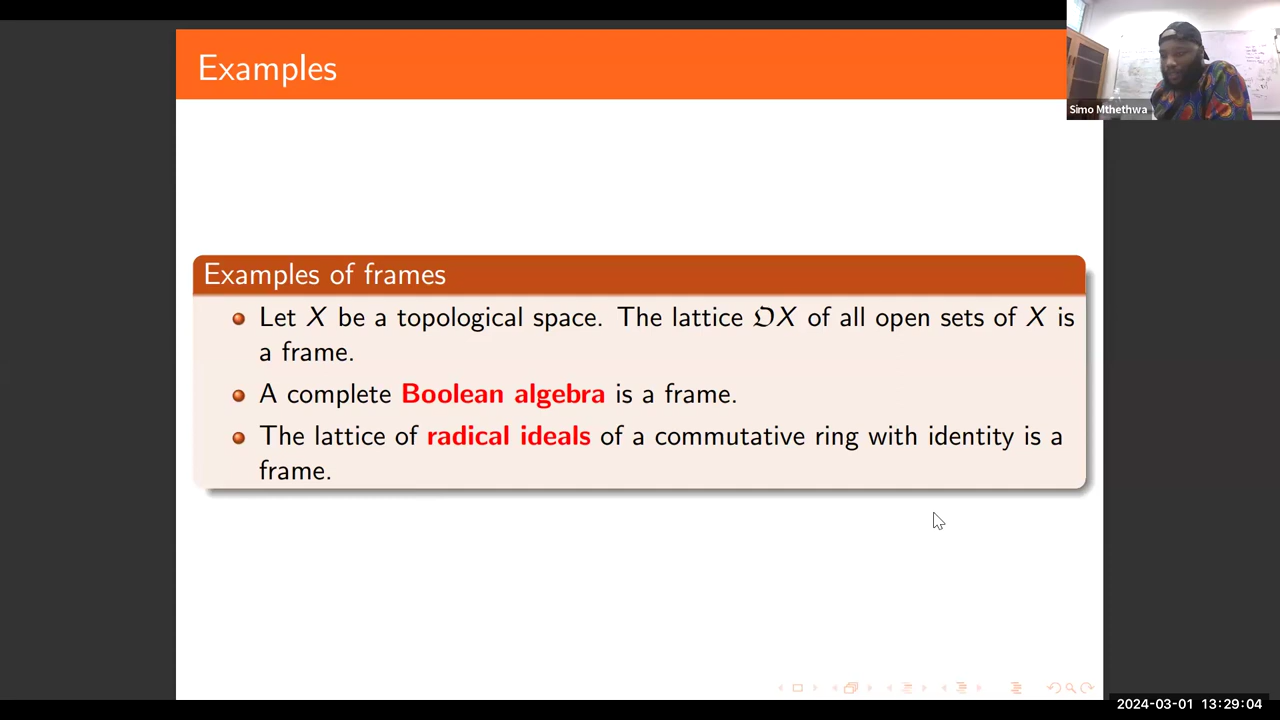 Examples
Simo Mthethwa
Examples of frames
Let X be a topological space. The lattice 𝔒X of all open sets of X is
a frame.
A complete Boolean algebra is a frame.
The lattice of radical ideals of a commutative ring with identity is a
frame.
2024-03-01 13:29:04